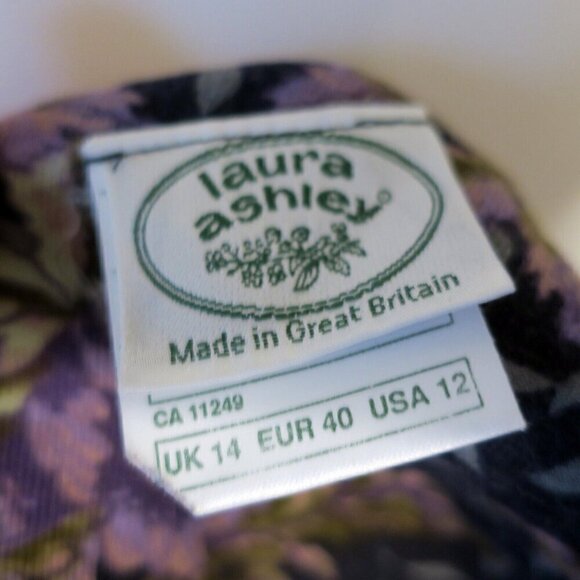 laura
ashley®
Made in Great Britain
CA 11249
UK 14 EUR 40 USA 12